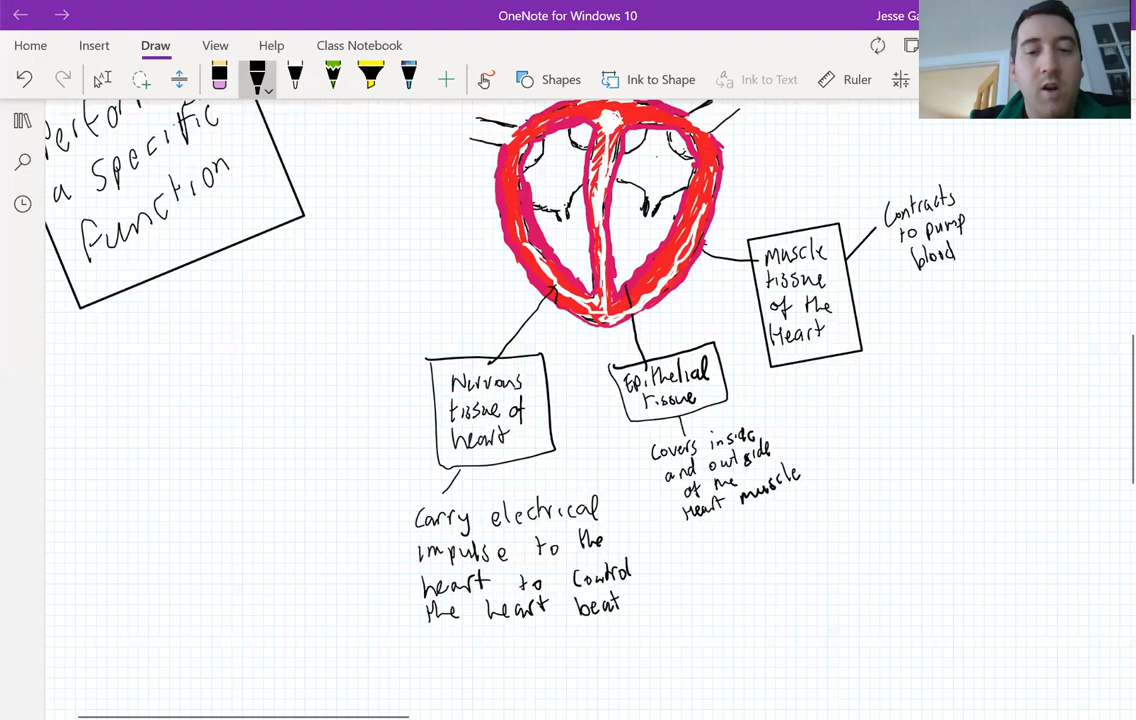 OneNote for Windows 10
Jesse Ga
Home
Insert
Draw
View
Help
Class Notebook
Shapes
Ink to Shape
Ink to Text
Ruler
a Specific
Function
Contracts
to pump
blood
muscle
tissue
of the
Heart
Nervous
tissue of
heart
Epithelial
tissue
Covers inside
and outside
of the
Heart muscle
Carry electrical
impulse to the
heart to control
the heart beat